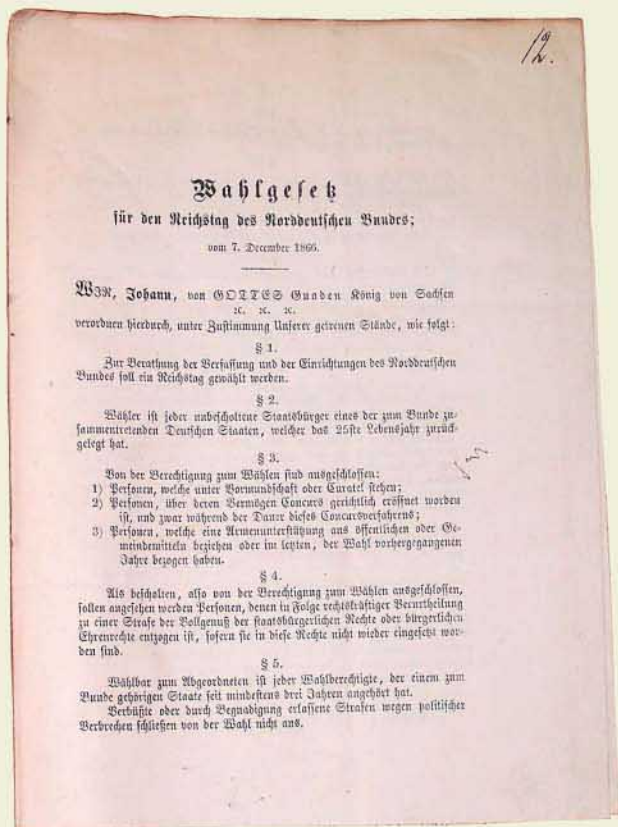 12.
Wahlgesetz
für den Reichstag des Norddeutschen Bundes;
vom 7. December 1866.
WIR, Johann, von GOTTES Gnaden König von Sachsen
ꝛc. ꝛc. ꝛc.
verordnen hierdurch, unter Zustimmung Unserer getreuen Stände, wie folgt:
§ 1.
Zur Berathung der Verfassung und der Einrichtungen des Norddeutschen
Bundes soll ein Reichstag gewählt werden.
§ 2.
Wähler ist jeder unbescholtene Staatsbürger eines der zum Bunde zu-
sammentretenden Deutschen Staaten, welcher das 25ste Lebensjahr zurück-
gelegt hat.
§ 3.
Von der Berechtigung zum Wählen sind ausgeschlossen:
1) Personen, welche unter Vormundschaft oder Curatel stehen;
2) Personen, über deren Vermögen Concurs gerichtlich eröffnet worden
ist, und zwar während der Dauer dieses Concursverfahrens;
3) Personen, welche eine Armenunterstützung aus öffentlichen oder Ge-
meindemitteln beziehen oder im letzten, der Wahl vorhergegangenen
Jahre bezogen haben.
§ 4.
Als bescholten, also von der Berechtigung zum Wählen ausgeschlossen,
sollen angesehen werden Personen, denen in Folge rechtskräftiger Verurtheilung
zu einer Strafe der Vollgenuß der staatsbürgerlichen Rechte oder bürgerlichen
Ehrenrechte entzogen ist, sofern sie in diese Rechte nicht wieder eingesetzt wor-
den sind.
§ 5.
Wählbar zum Abgeordneten ist jeder Wahlberechtigte, der einem zum
Bunde gehörigen Staate seit mindestens drei Jahren angehört hat.
Verbüßte oder durch Begnadigung erlassene Strafen wegen politischer
Verbrechen schließen von der Wahl nicht aus.